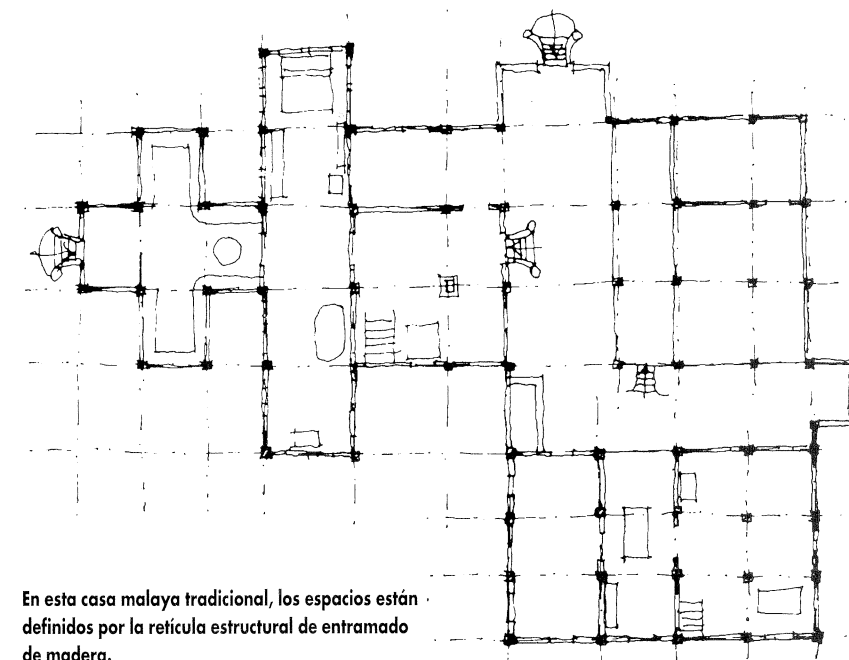 En esta casa malaya tradicional, los espacios están
definidos por la retícula estructural de entramado
de madera.